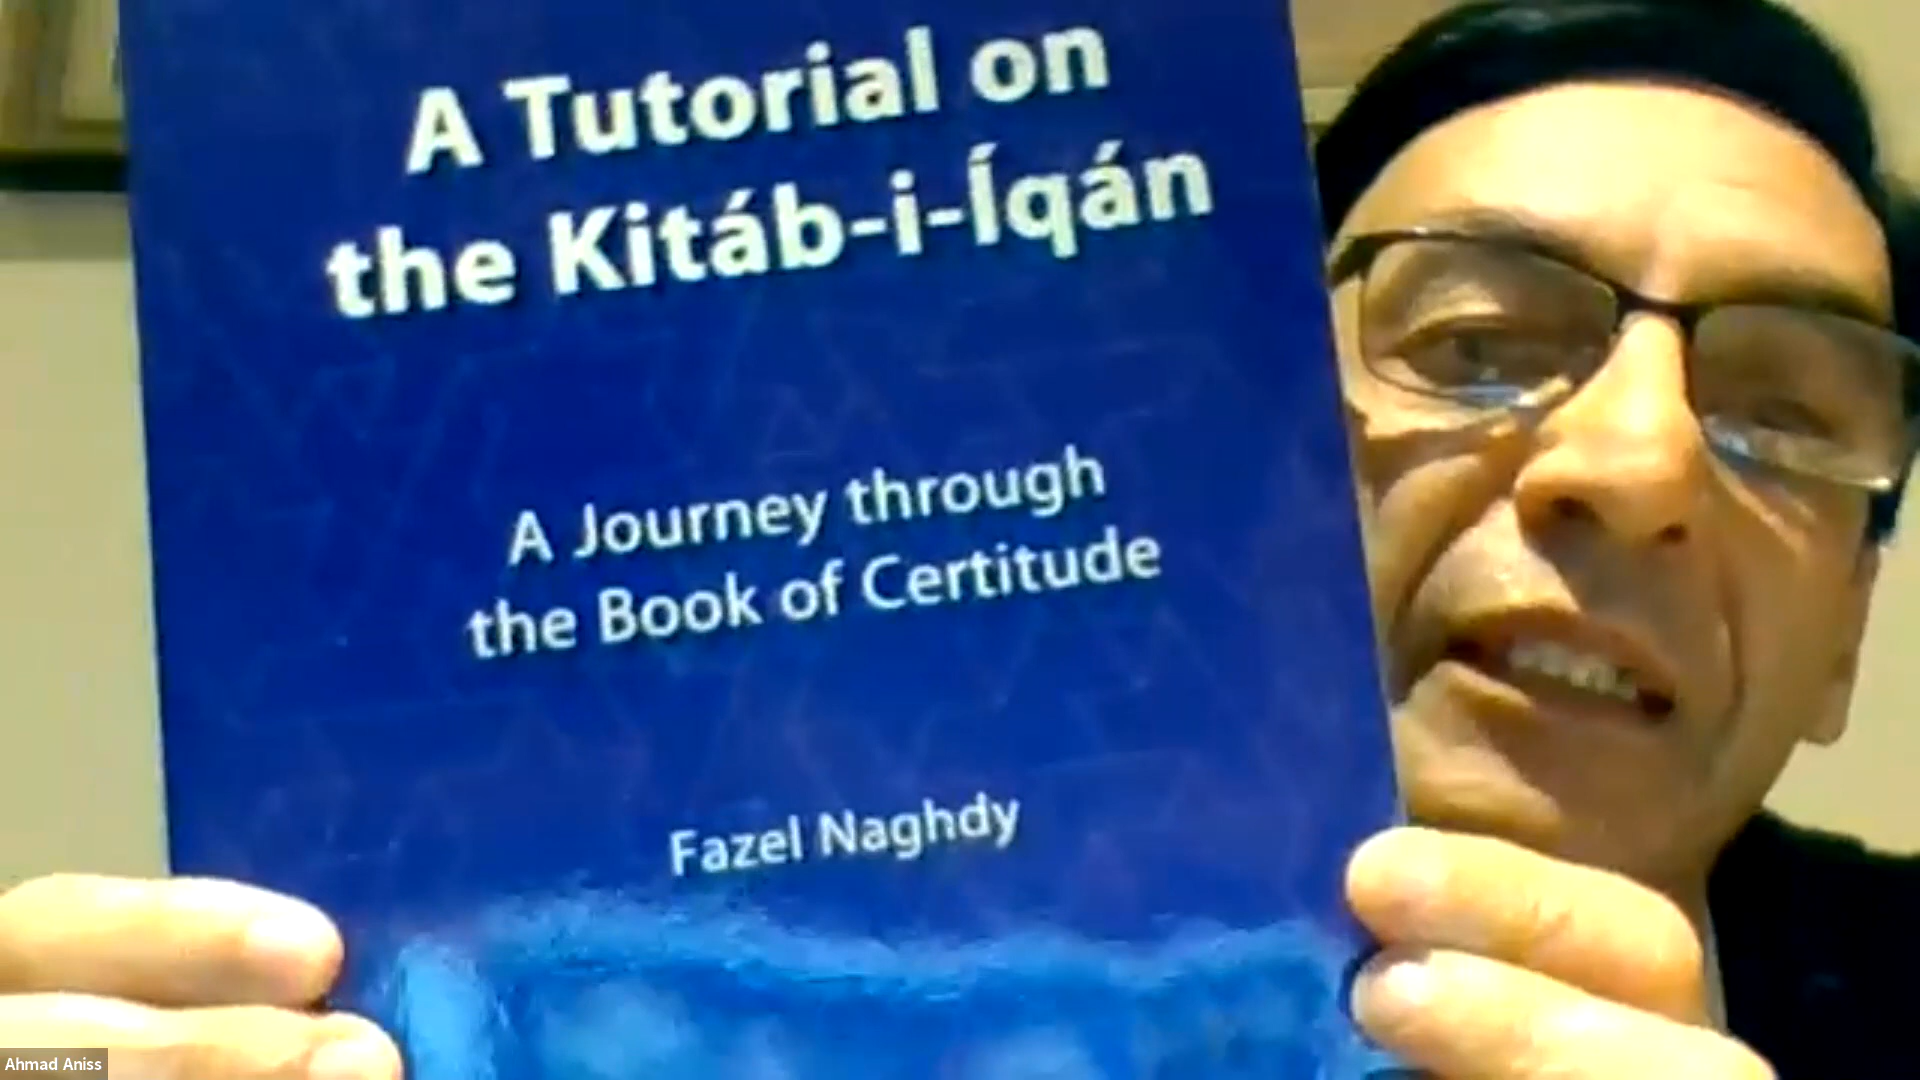 A Tutorial on
the Kitáb-i-Íqán
A Journey through
the Book of Certitude
Fazel Naghdy
Ahmad Aniss